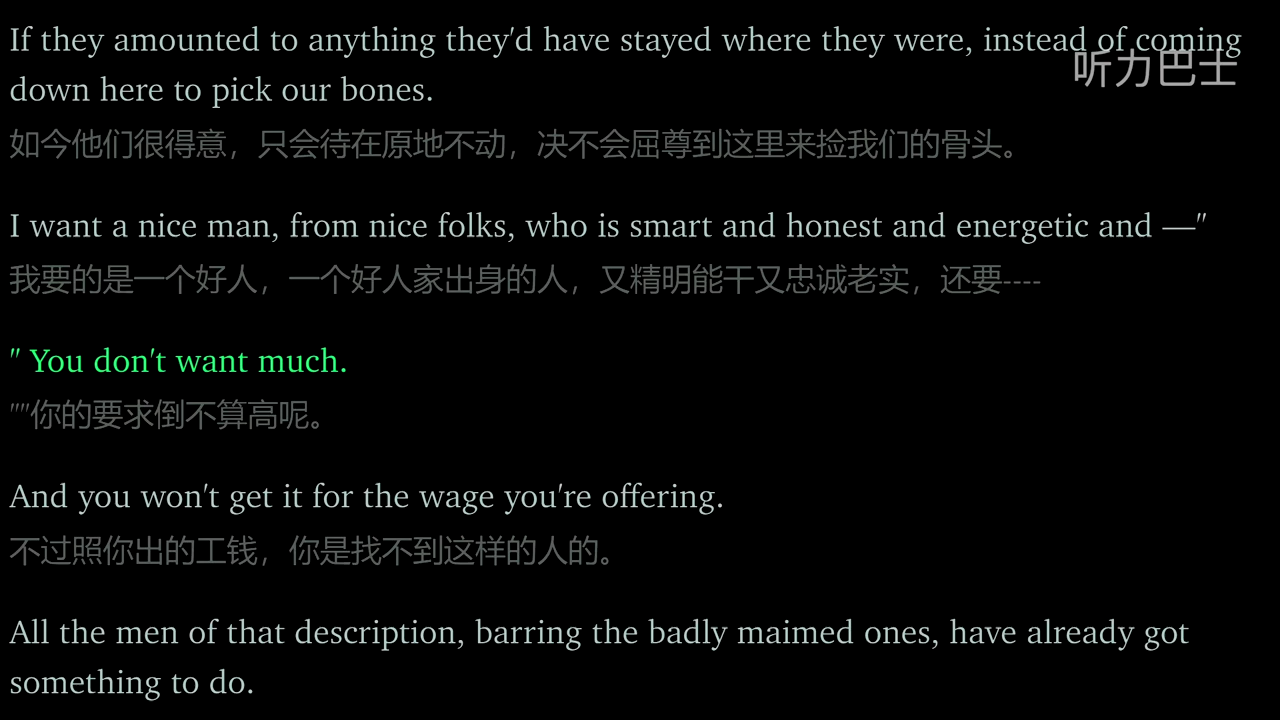 If they amounted to anything they'd have stayed where they were, instead of coming
down here to pick our bones.
听力巴士
如今他们很得意，只会待在原地不动，决不会屈尊到这里来捡我们的骨头。
I want a nice man, from nice folks, who is smart and honest and energetic and —"
我要的是一个好人，一个好人家出身的人，又精明能干又忠诚老实，还要----
" You don't want much.
""你的要求倒不算高呢。
And you won't get it for the wage you're offering.
不过照你出的工钱，你是找不到这样的人的。
All the men of that description, barring the badly maimed ones, have already got
something to do.